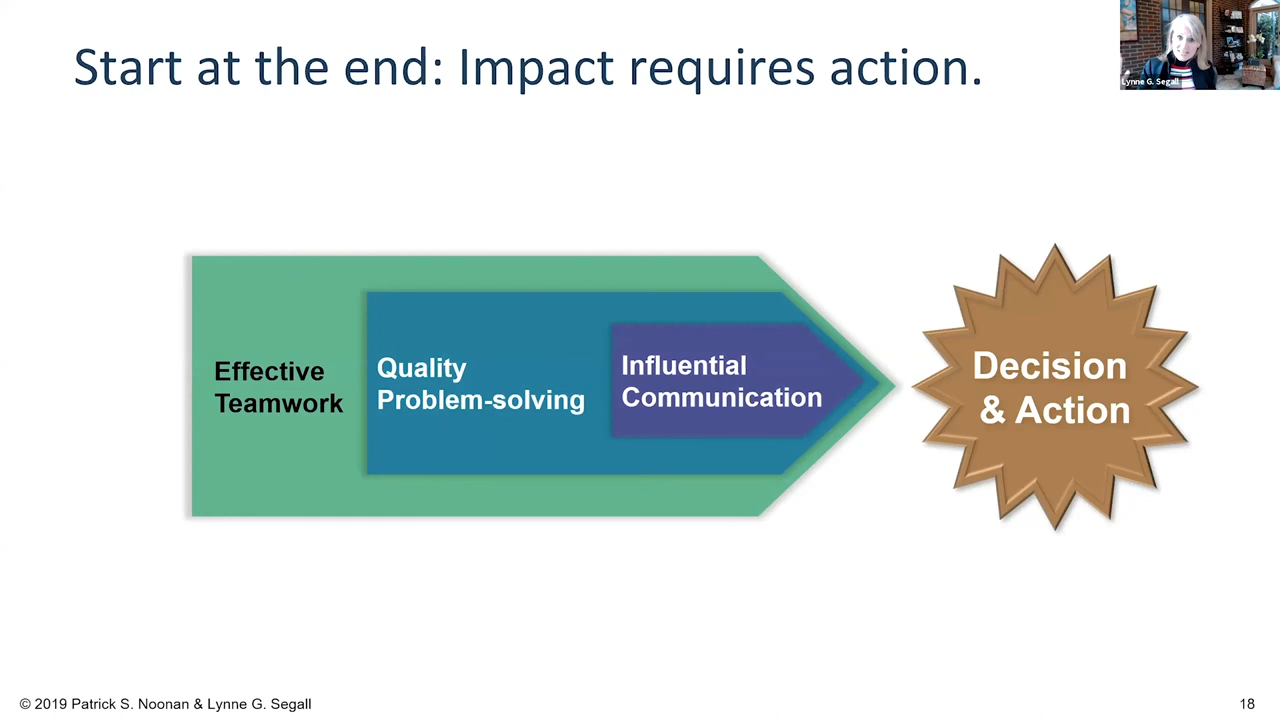 Start at the end: Impact requires action.
Lynne G. Segall
Effective
Teamwork
Quality
Problem-solving
Influential
Communication
Decision
& Action
© 2019 Patrick S. Noonan & Lynne G. Segall
18